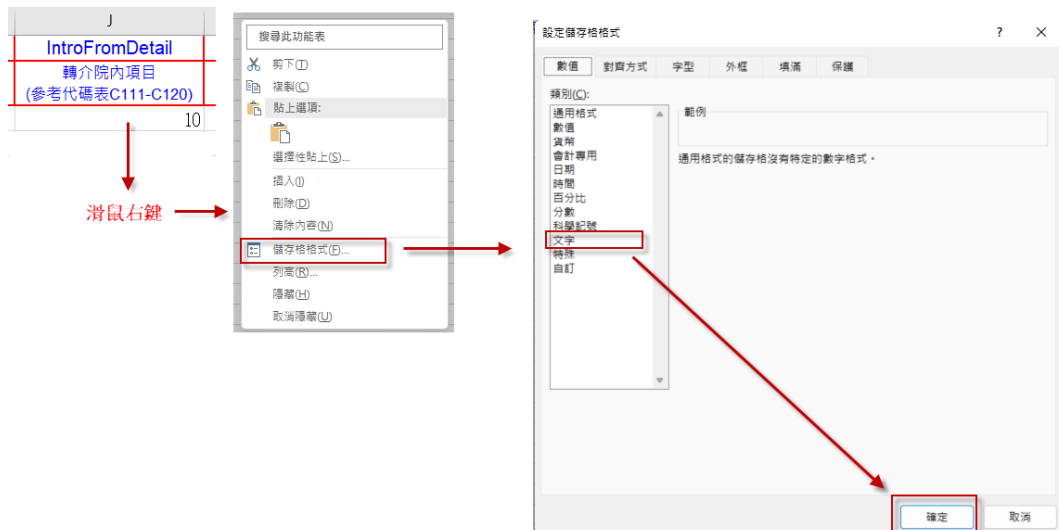 J
IntroFromDetail
轉介院內項目
(參考代碼表C111-C120)
10
滑鼠右鍵
搜尋此功能表
剪下(T)
複製(C)
貼上選項:
選擇性貼上(S)...
插入(I)
刪除(D)
清除內容(N)
儲存格格式(F)...
列高(R)...
隱藏(H)
取消隱藏(U)
設定儲存格格式
?
數值 對齊方式 字型 外框 填滿 保護
類別(C):
通用格式
數值
貨幣
會計專用
日期
時間
百分比
分數
科學記號
文字
特殊
自訂
範例
通用格式的儲存格沒有特定的數字格式。
確定 取消